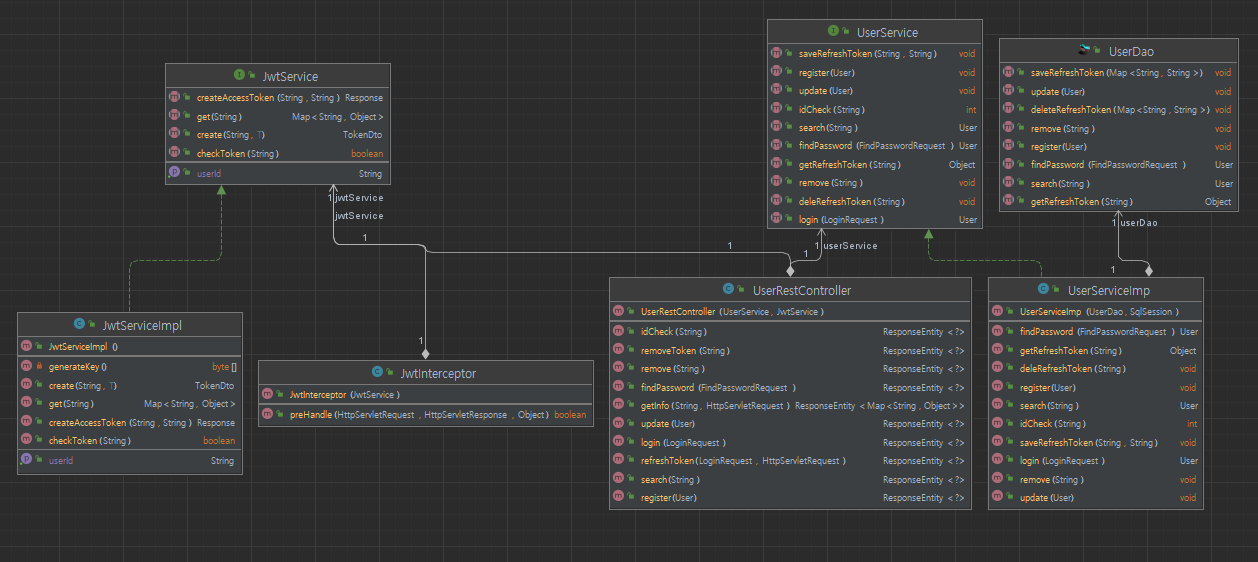 JwtService
createAccessToken (String , String) Response
get(String) Map <String, Object>
create(String, T) TokenDto
checkToken (String) boolean
userId String
UserService
saveRefreshToken (String , String) void
register(User) void
update (User) void
idCheck (String) int
search(String) User
findPassword (FindPasswordRequest ) User
getRefreshToken (String) Object
remove (String) void
deleRefreshToken (String) void
login (LoginRequest ) User
UserDao
saveRefreshToken (Map <String, String >) void
update (User) void
deleteRefreshToken (Map <String, String>) void
remove (String) void
register(User) void
findPassword (FindPasswordRequest ) User
search(String) User
getRefreshToken (String) Object
1 jwtService
jwtService
1
1
1
1
1 userService
1 userDao
1
JwtServiceImpl
JwtServiceImpl ()
generateKey () byte []
create(String, T) TokenDto
get(String) Map <String, Object >
createAccessToken (String , String) Response
checkToken (String) boolean
userId String
JwtInterceptor
JwtInterceptor (JwtService )
preHandle (HttpServletRequest , HttpServletResponse , Object) boolean
UserRestController
UserRestController (UserService , JwtService )
idCheck (String) ResponseEntity <?>
removeToken (String) ResponseEntity <?>
remove (String) ResponseEntity <?>
findPassword (FindPasswordRequest ) ResponseEntity <?>
getInfo (String, HttpServletRequest ) ResponseEntity <Map <String, Object>>
update (User) ResponseEntity <?>
login (LoginRequest ) ResponseEntity <?>
refreshToken (LoginRequest , HttpServletRequest ) ResponseEntity <?>
search(String) ResponseEntity <?>
register(User) ResponseEntity <?>
UserServiceImp
UserServiceImp (UserDao , SqlSession )
findPassword (FindPasswordRequest ) User
getRefreshToken (String) Object
deleRefreshToken (String) void
register(User) void
search(String) User
idCheck (String) int
saveRefreshToken (String , String) void
login (LoginRequest ) User
remove (String) void
update (User) void